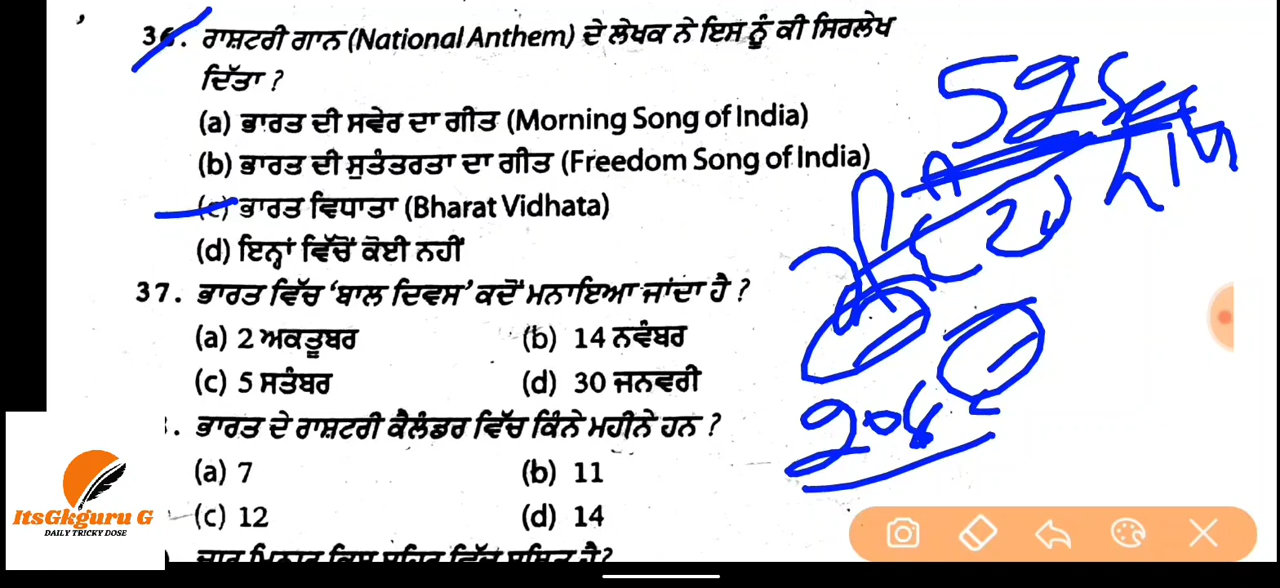 36. ਰਾਸ਼ਟਰੀ ਗਾਨ (National Anthem) ਦੇ ਲੇਖਕ ਨੇ ਇਸ ਨੂੰ ਕੀ ਸਿਰਲੇਖ
ਦਿੱਤਾ ?
(a) ਭਾਰਤ ਦੀ ਸਵੇਰ ਦਾ ਗੀਤ (Morning Song of India)
(b) ਭਾਰਤ ਦੀ ਸੁਤੰਤਰਤਾ ਦਾ ਗੀਤ (Freedom Song of India)
(c) ਭਾਰਤ ਵਿਧਾਤਾ (Bharat Vidhata)
(d) ਇਨ੍ਹਾਂ ਵਿੱਚੋਂ ਕੋਈ ਨਹੀਂ
37. ਭਾਰਤ ਵਿੱਚ ‘ਬਾਲ ਦਿਵਸ’ ਕਦੋਂ ਮਨਾਇਆ ਜਾਂਦਾ ਹੈ ?
(a) 2 ਅਕਤੂਬਰ (b) 14 ਨਵੰਬਰ
(c) 5 ਸਤੰਬਰ (d) 30 ਜਨਵਰੀ
. ਭਾਰਤ ਦੇ ਰਾਸ਼ਟਰੀ ਕੈਲੰਡਰ ਵਿੱਚ ਕਿੰਨੇ ਮਹੀਨੇ ਹਨ ?
(a) 7 (b) 11
(c) 12 (d) 14
ItsGkguru G
DAILY TRICKY DOSE